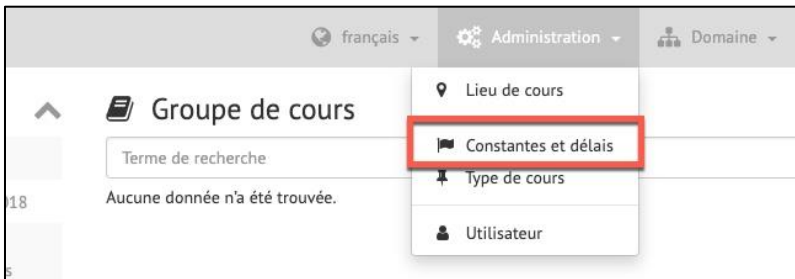 français Administration Domaine
Lieu de cours
Groupe de cours
Constantes et délais
Terme de recherche
Type de cours
018
Aucune donnée n'a été trouvée.
Utilisateur
s